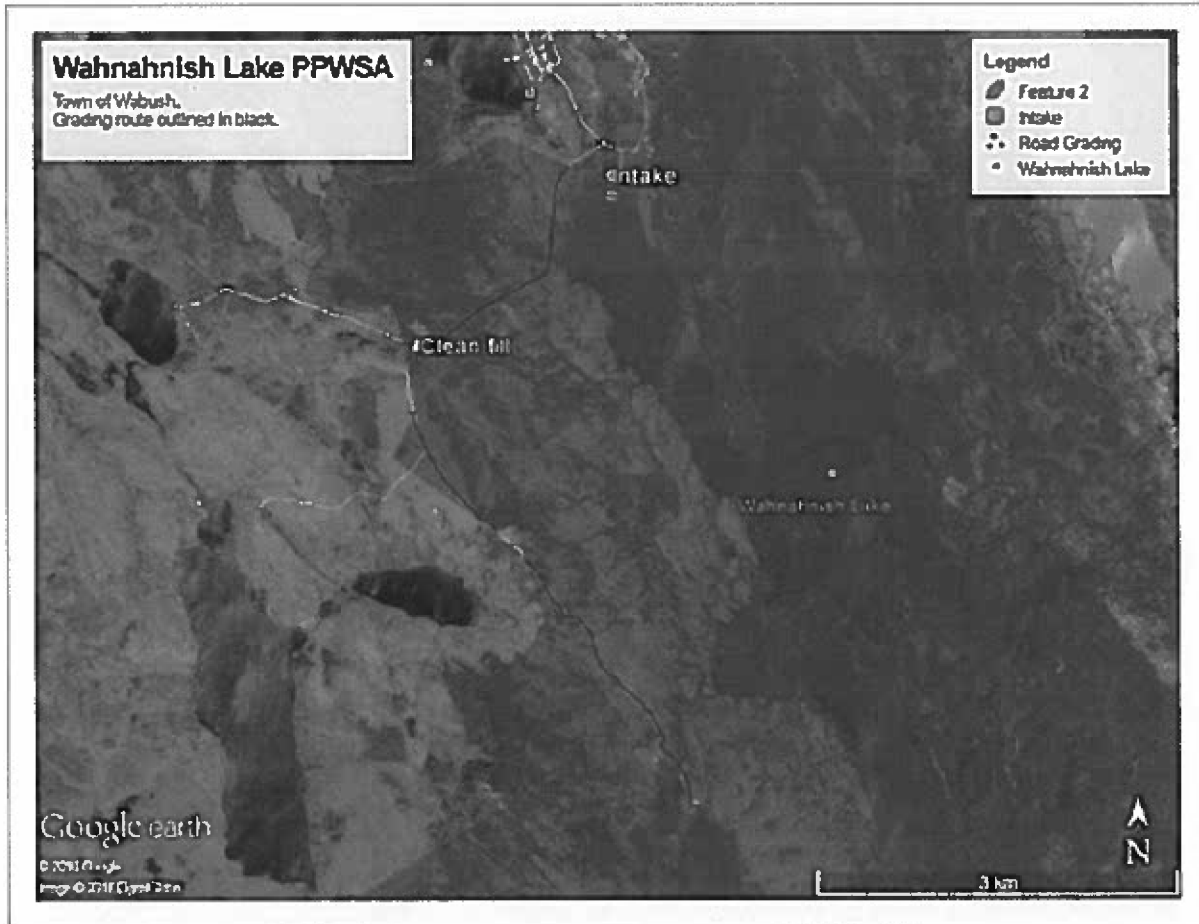 Wahnahnish Lake PPWSA
Town of Wabush.
Grading route outlined in black.
Legend
Feature 2
Intake
Road Grading
Wahnahnish Lake
Intake
Clean fill
Wahnahnish Lake
Google earth
N
3 km